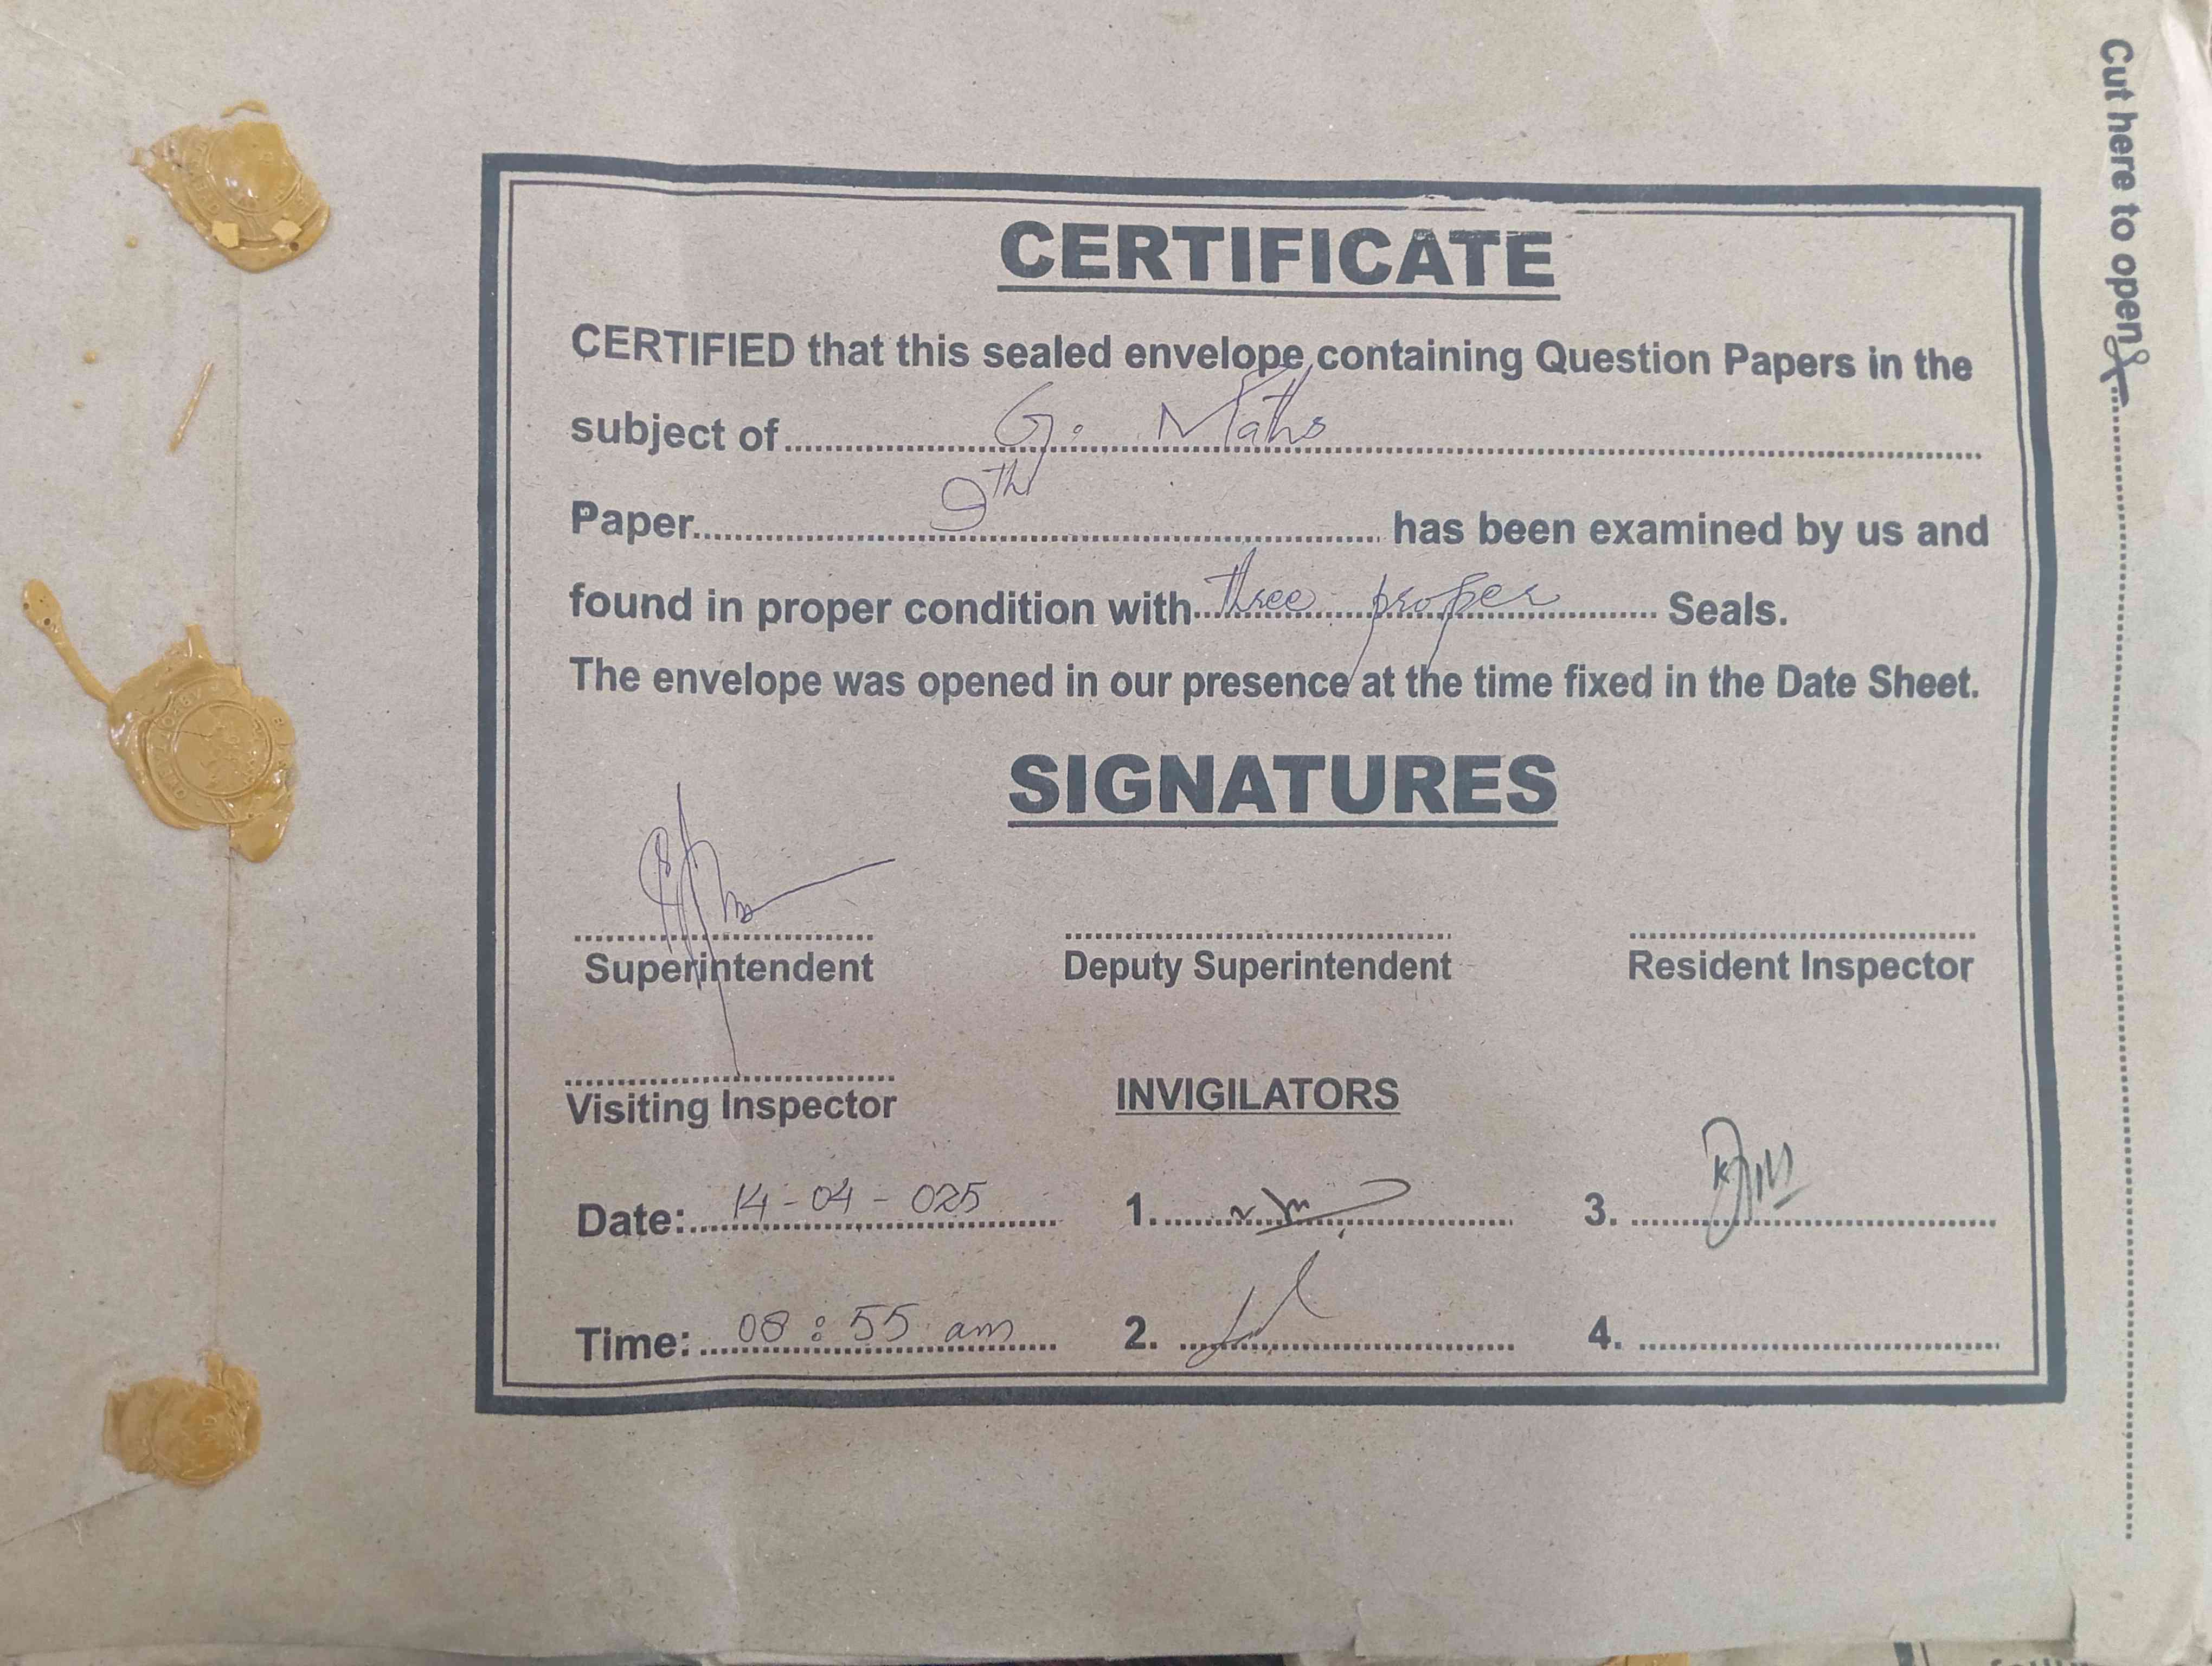 Cut here to open
CERTIFICATE
CERTIFIED that this sealed envelope containing Question Papers in the
subject of G. Maths
Paper 9th has been examined by us and
found in proper condition with three proper Seals.
The envelope was opened in our presence at the time fixed in the Date Sheet.
SIGNATURES
Superintendent Deputy Superintendent Resident Inspector
Visiting Inspector INVIGILATORS
Date: 14-04-025 1. 3.
Time: 08:55 am 2. 4.